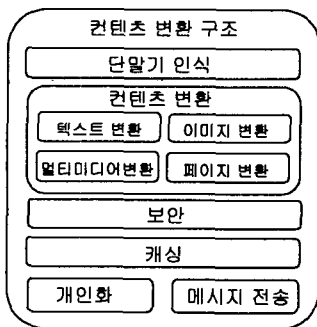 컨텐츠 변환 구조
단말기 인식
컨텐츠 변환
텍스트 변환 이미지 변환
멀티미디어변환 페이지 변환
보안
캐싱
개인화 메시지 전송